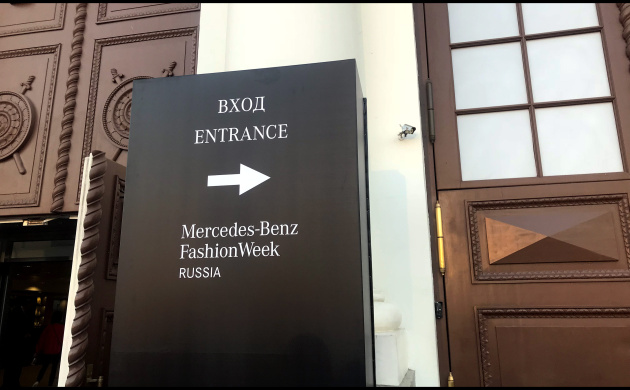 ВХОД
ENTRANCE
Mercedes-Benz
FashionWeek
RUSSIA